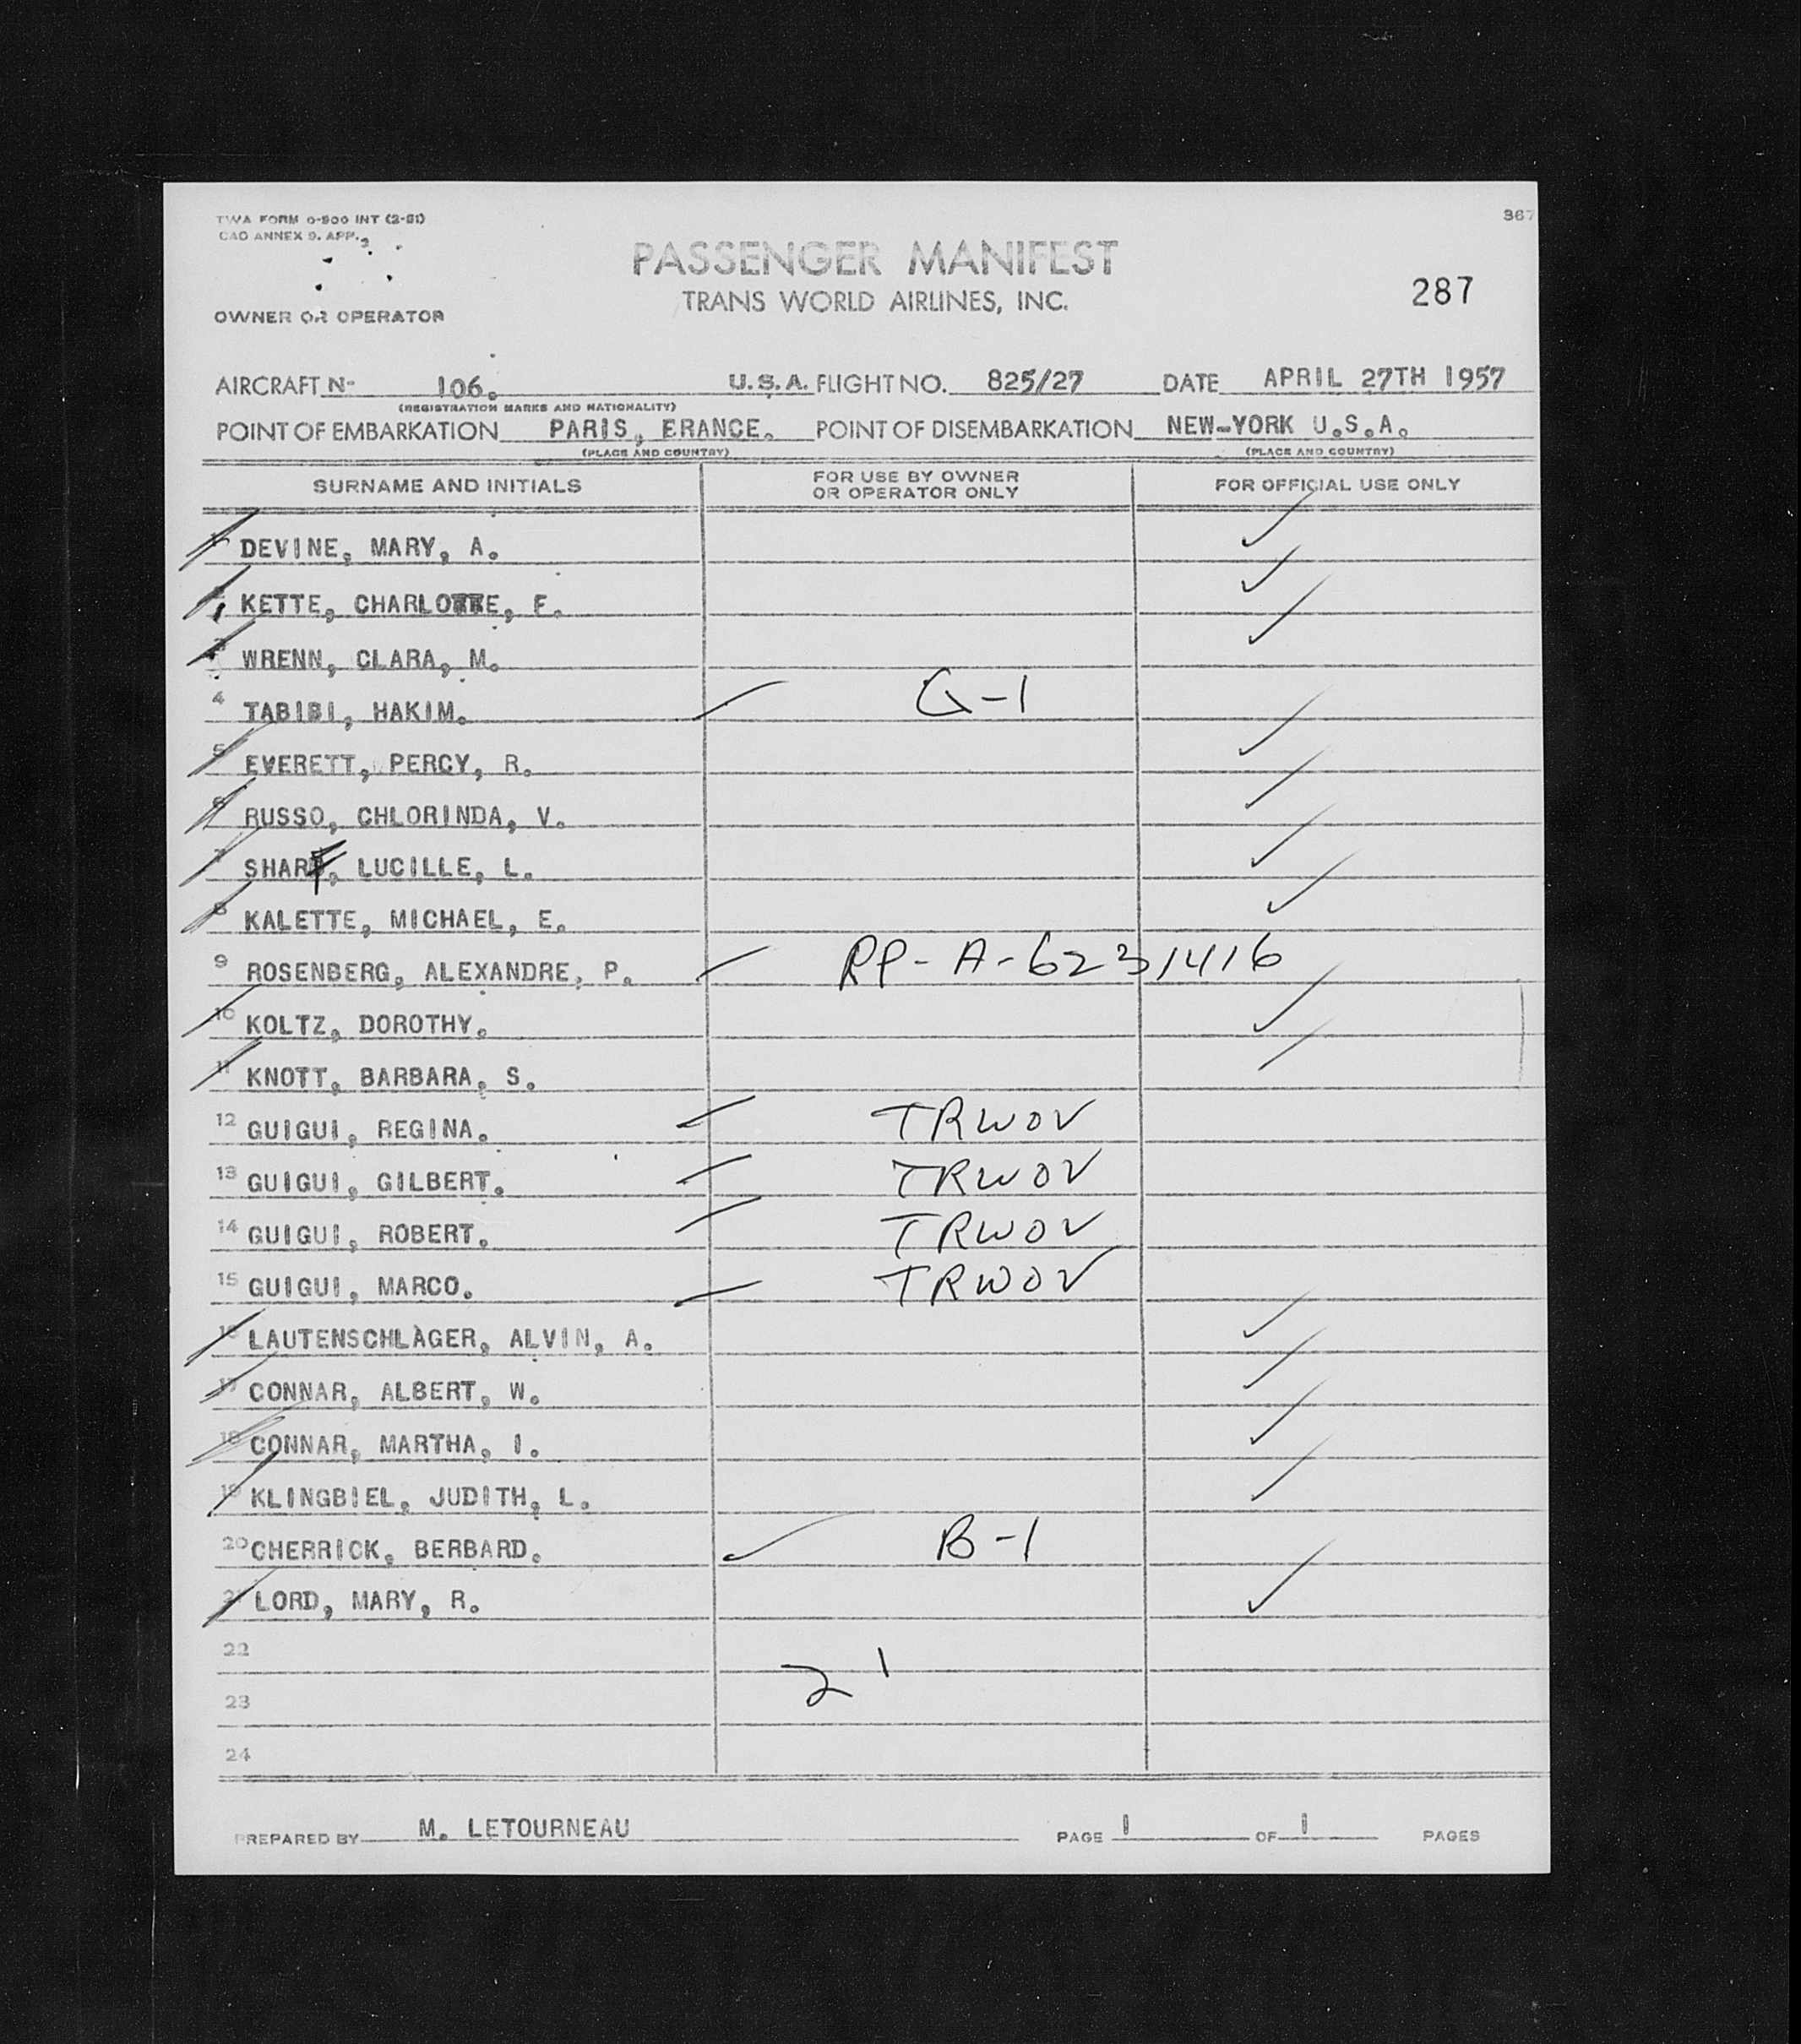 TWA FORM 0-800 INT (2-51)
CAO ANNEX 9. APP. 2
367
PASSENGER MANIFEST
TRANS WORLD AIRLINES, INC.
287
OWNER OR OPERATOR
AIRCRAFT N- 106. U.S.A. FLIGHT NO. 825/27 DATE APRIL 27TH 1957
(REGISTRATION MARKS AND NATIONALITY)
POINT OF EMBARKATION PARIS, ERANCE. POINT OF DISEMBARKATION NEW-YORK U.S.A.
(PLACE AND COUNTRY) (PLACE AND COUNTRY)
SURNAME AND INITIALS FOR USE BY OWNER OR OPERATOR ONLY FOR OFFICIAL USE ONLY
1 DEVINE, MARY, A. ✓
2 KETTE, CHARLOTTE, F. ✓
3 WRENN, CLARA, M. ✓
4 TABIBI, HAKIM. G-1
5 EVERETT, PERCY, R. ✓
6 RUSSO, CHLORINDA, V. ✓
7 SHARF, LUCILLE, L. ✓
8 KALETTE, MICHAEL, E. ✓
9 ROSENBERG, ALEXANDRE, P. RP-A-6231416
10 KOLTZ, DOROTHY. ✓
11 KNOTT, BARBARA, S.
12 GUIGUI, REGINA. TRWOV
13 GUIGUI, GILBERT. TRWOV
14 GUIGUI, ROBERT. TRWOV
15 GUIGUI, MARCO. TRWOV
16 LAUTENSCHLAGER, ALVIN, A. ✓
17 CONNAR, ALBERT, W. ✓
18 CONNAR, MARTHA, I. ✓
19 KLINGBIEL, JUDITH, L. ✓
20 CHERRICK, BERBARD. ✓ B-1
21 LORD, MARY, R. ✓
22
21
23
24
PREPARED BY M. LETOURNEAU PAGE 1 OF 1 PAGES